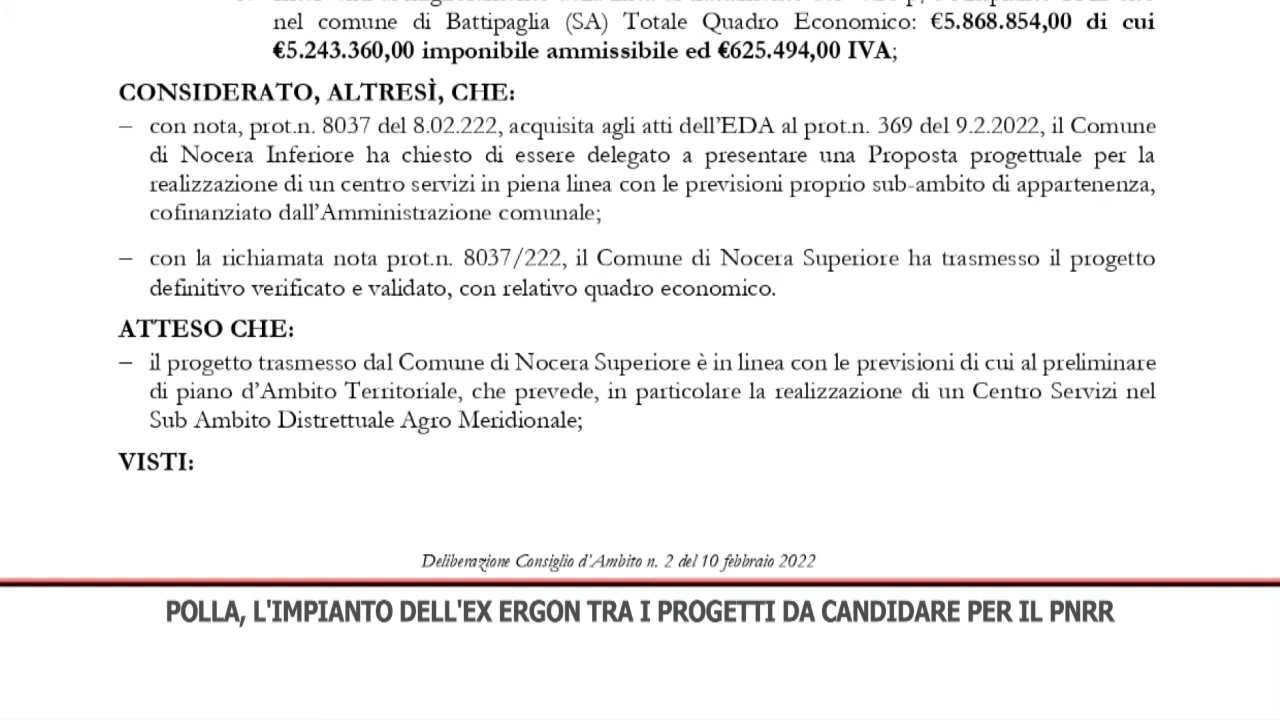 nel comune di Battipaglia (SA) Totale Quadro Economico: €5.868.854,00 di cui
€5.243.360,00 imponibile ammissibile ed €625.494,00 IVA;
CONSIDERATO, ALTRESÌ, CHE:
– con nota, prot.n. 8037 del 8.02.222, acquisita agli atti dell'EDA al prot.n. 369 del 9.2.2022, il Comune
di Nocera Inferiore ha chiesto di essere delegato a presentare una Proposta progettuale per la
realizzazione di un centro servizi in piena linea con le previsioni proprio sub-ambito di appartenenza,
cofinanziato dall'Amministrazione comunale;
– con la richiamata nota prot.n. 8037/222, il Comune di Nocera Superiore ha trasmesso il progetto
definitivo verificato e validato, con relativo quadro economico.
ATTESO CHE:
– il progetto trasmesso dal Comune di Nocera Superiore è in linea con le previsioni di cui al preliminare
di piano d'Ambito Territoriale, che prevede, in particolare la realizzazione di un Centro Servizi nel
Sub Ambito Distrettuale Agro Meridionale;
VISTI:
Deliberazione Consiglio d'Ambito n. 2 del 10 febbraio 2022
POLLA, L'IMPIANTO DELL'EX ERGON TRA I PROGETTI DA CANDIDARE PER IL PNRR